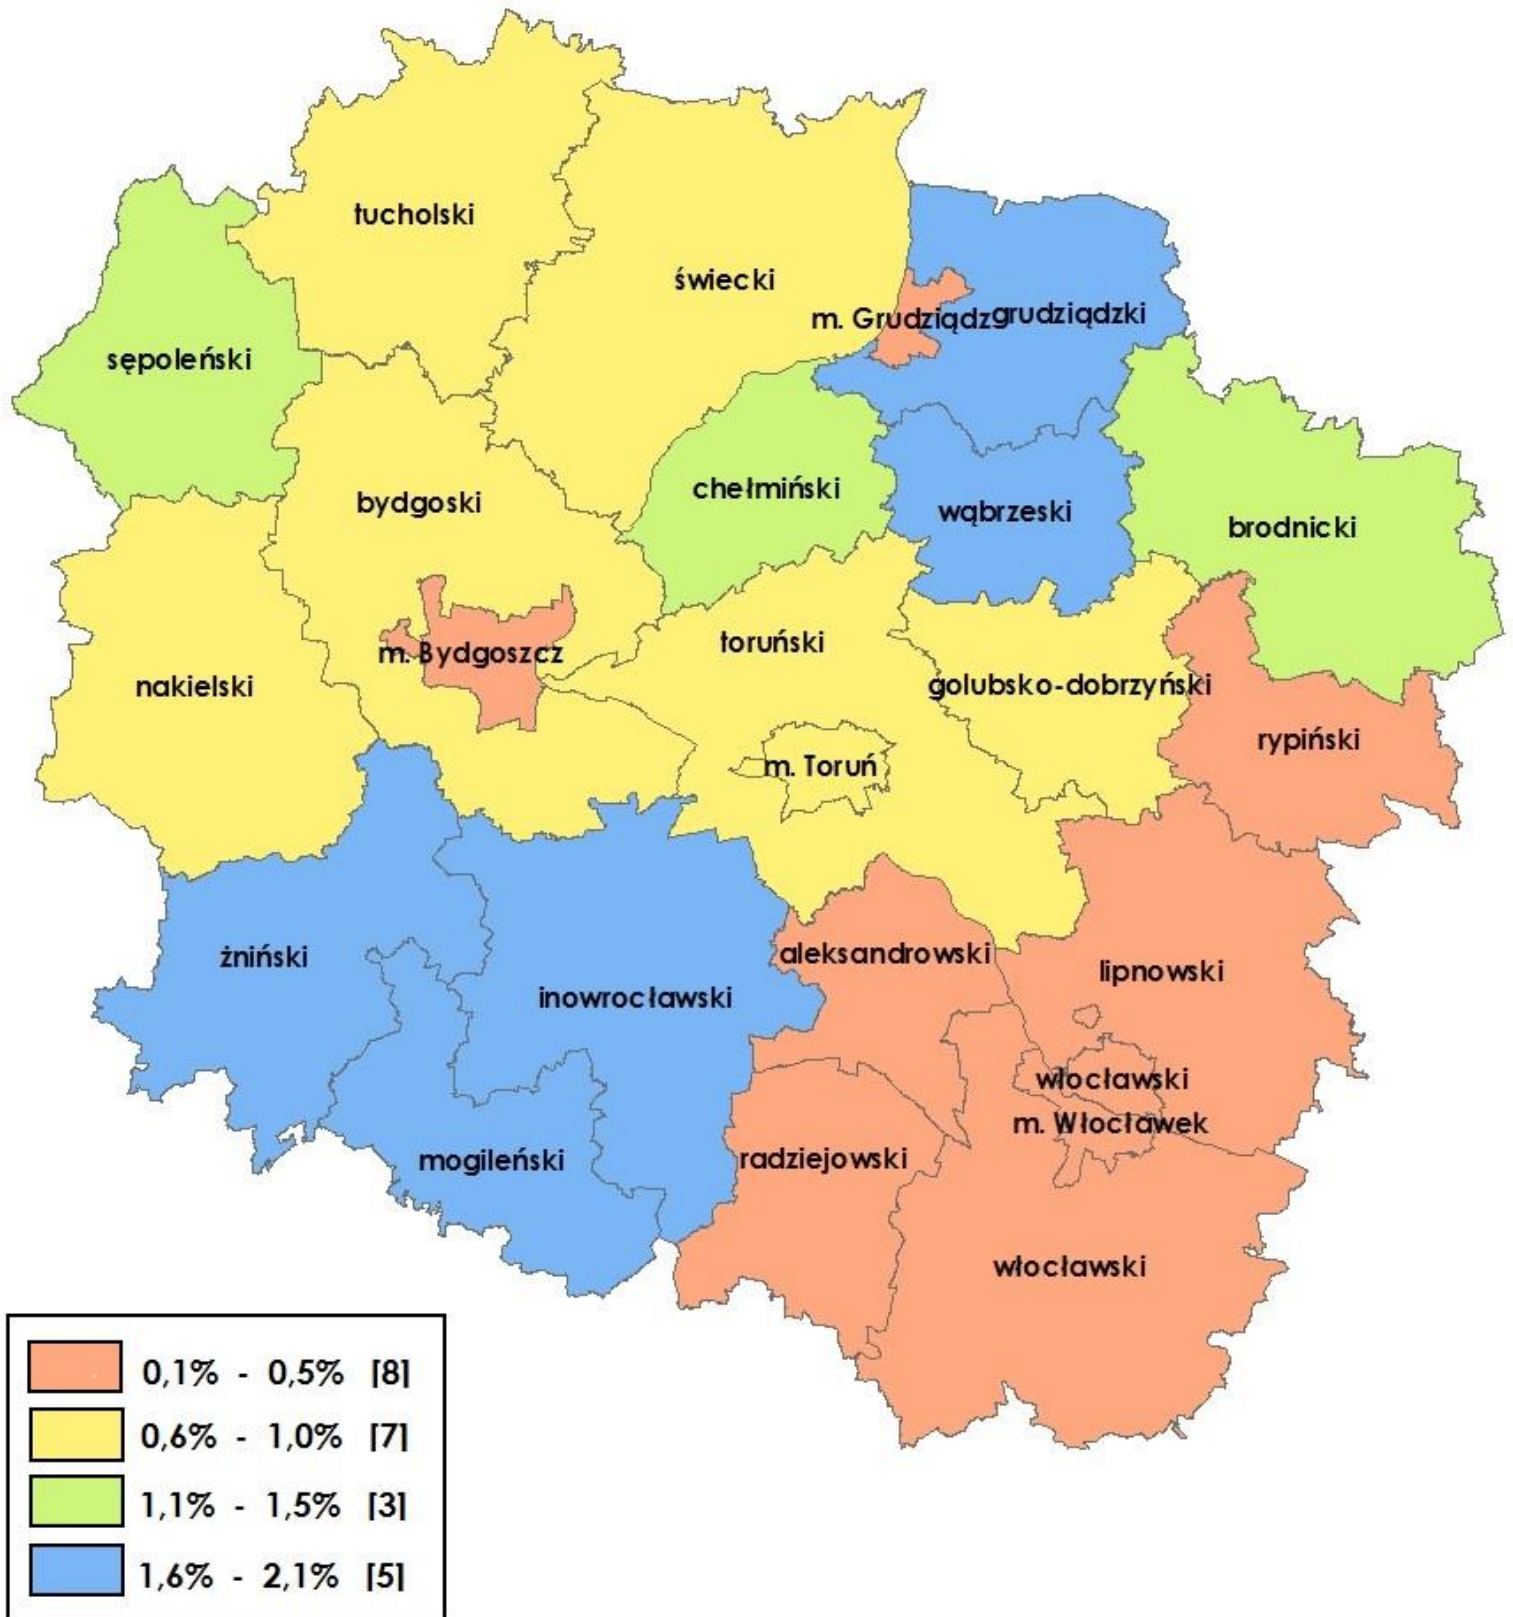 tucholski
świecki
m. Grudziądz
grudziądzki
sępoleński
chełmiński
bydgoski
wąbrzeski
brodnicki
m. Bydgoszcz
toruński
nakielski
golubsko-dobrzyński
rypiński
m. Toruń
żniński
aleksandrowski
lipnowski
inowrocławski
włocławski
m. Włocławek
mogileński
radziejowski
włocławski
0,1% - 0,5% [8]
0,6% - 1,0% [7]
1,1% - 1,5% [3]
1,6% - 2,1% [5]